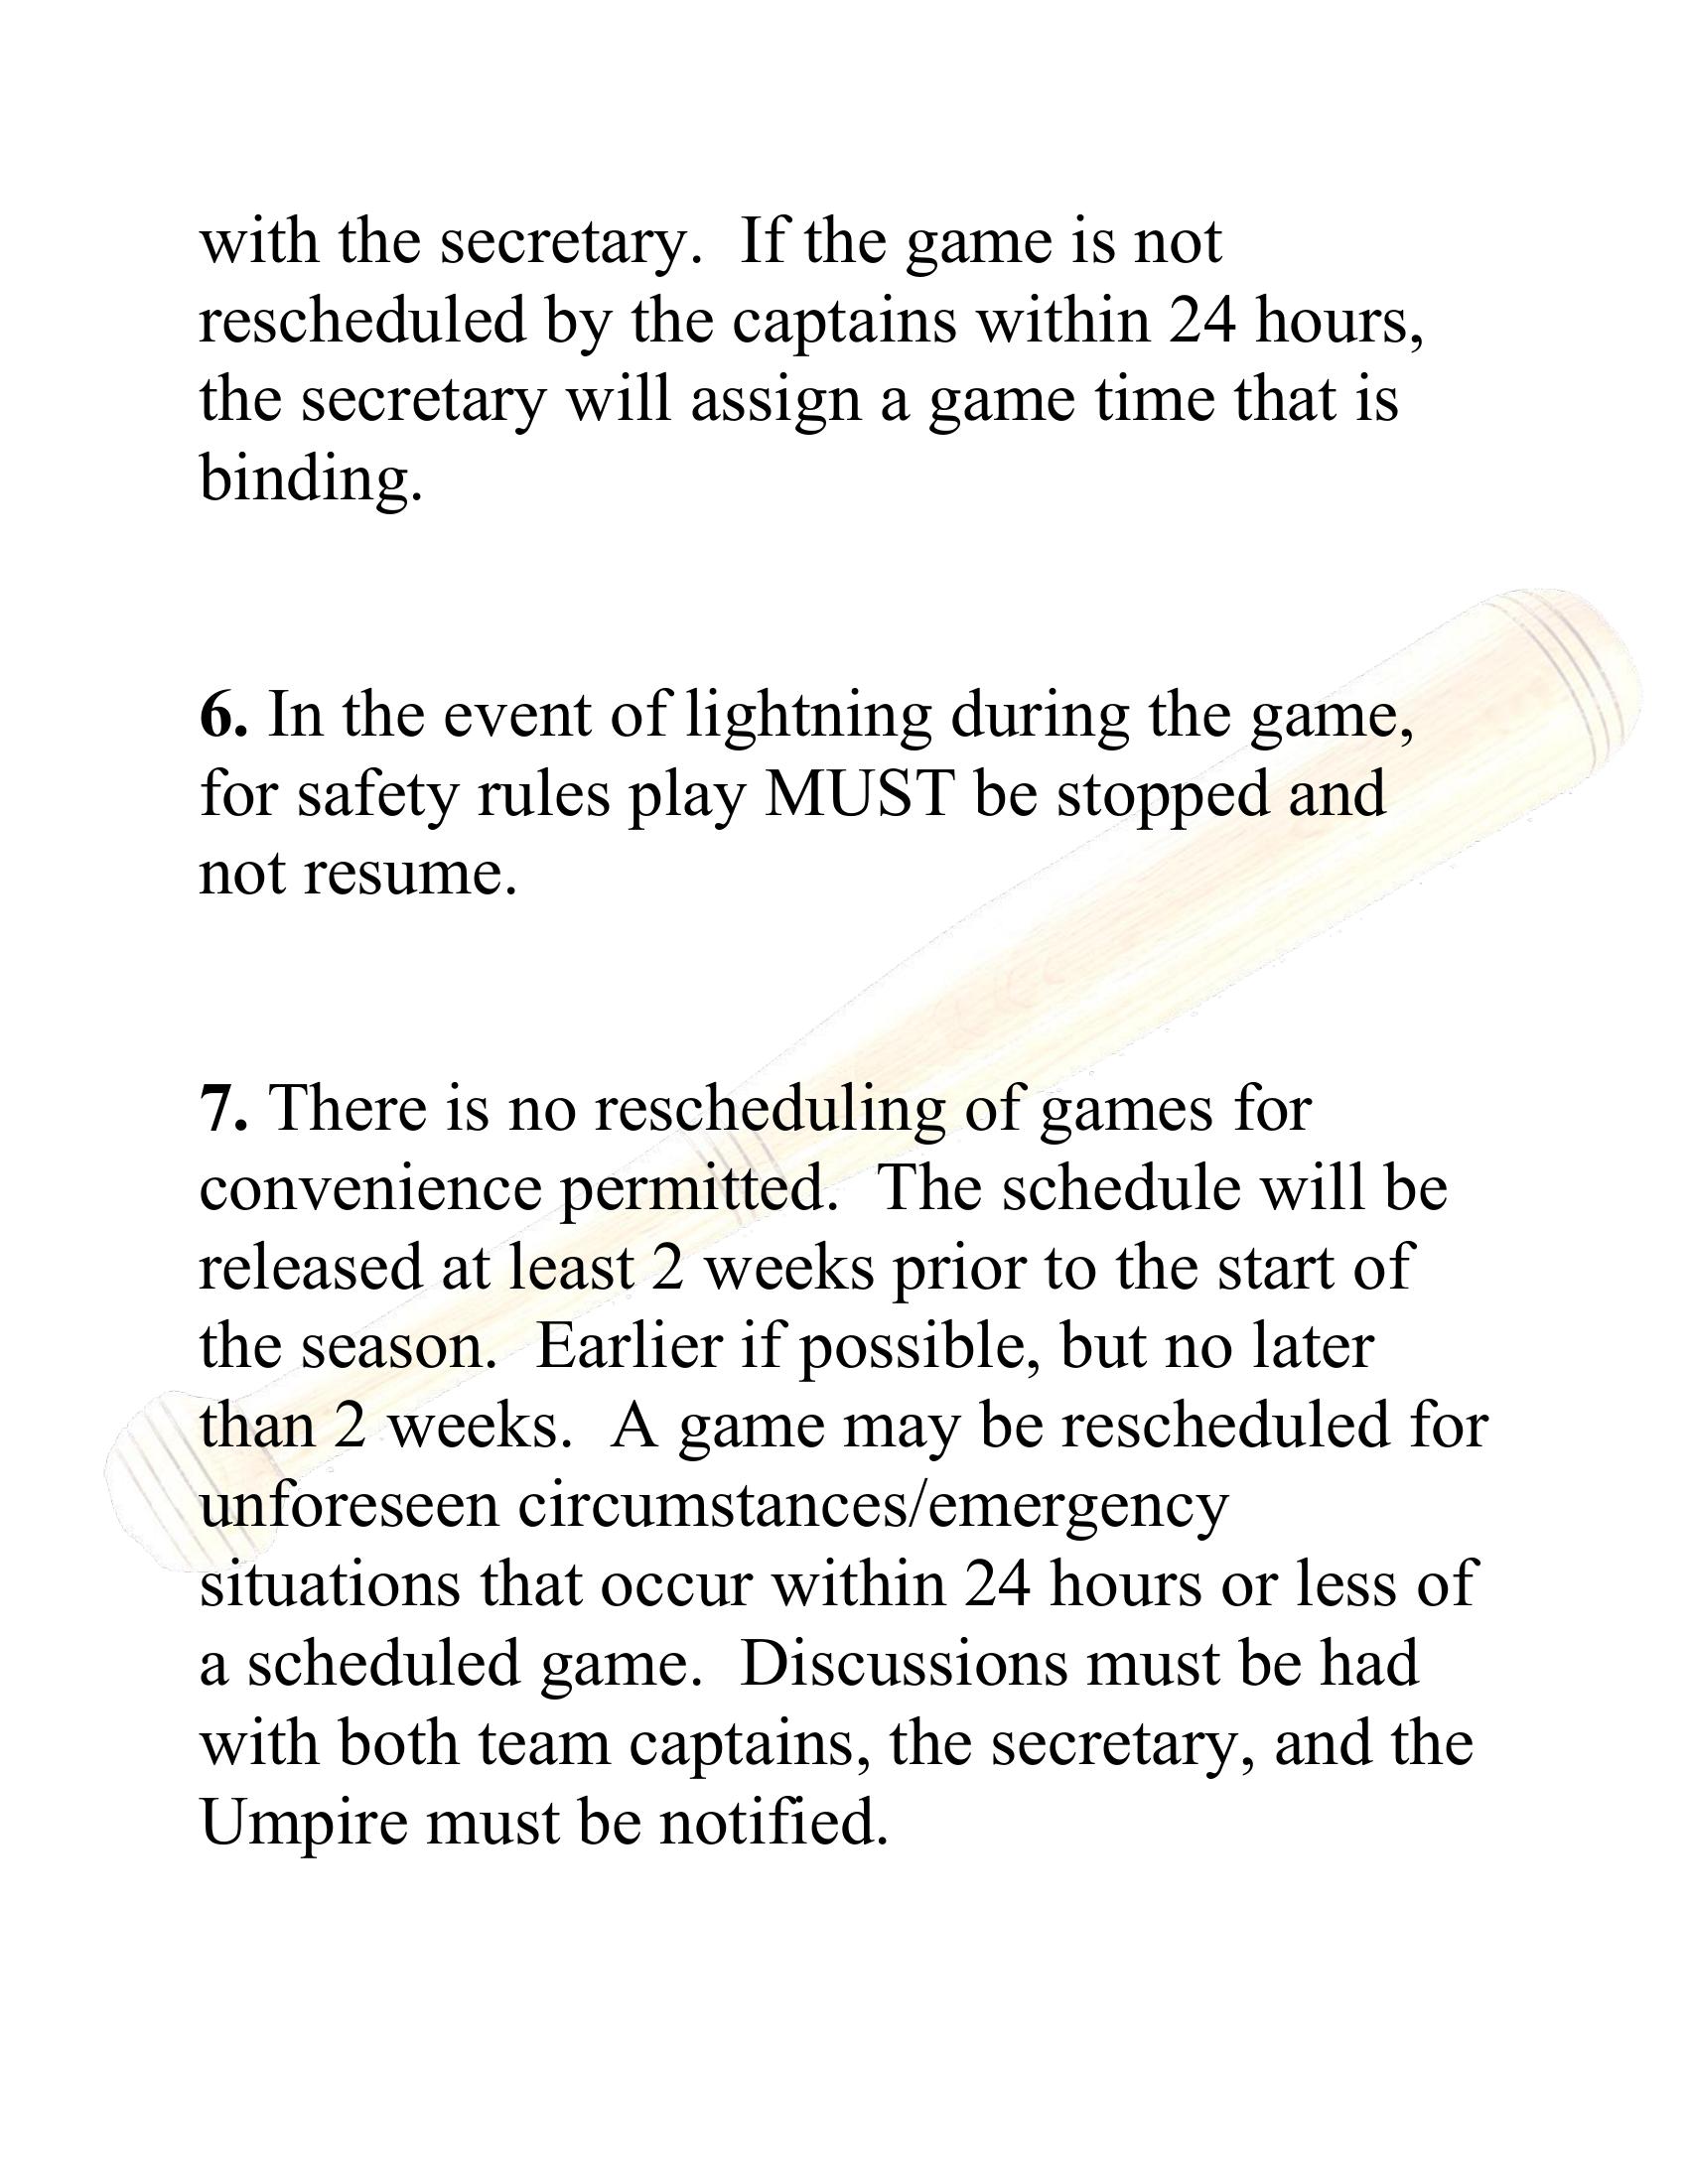 with the secretary.  If the game is not
rescheduled by the captains within 24 hours,
the secretary will assign a game time that is
binding.
6. In the event of lightning during the game,
for safety rules play MUST be stopped and
not resume.
7. There is no rescheduling of games for
convenience permitted.  The schedule will be
released at least 2 weeks prior to the start of
the season.  Earlier if possible, but no later
than 2 weeks.  A game may be rescheduled for
unforeseen circumstances/emergency
situations that occur within 24 hours or less of
a scheduled game.  Discussions must be had
with both team captains, the secretary, and the
Umpire must be notified.